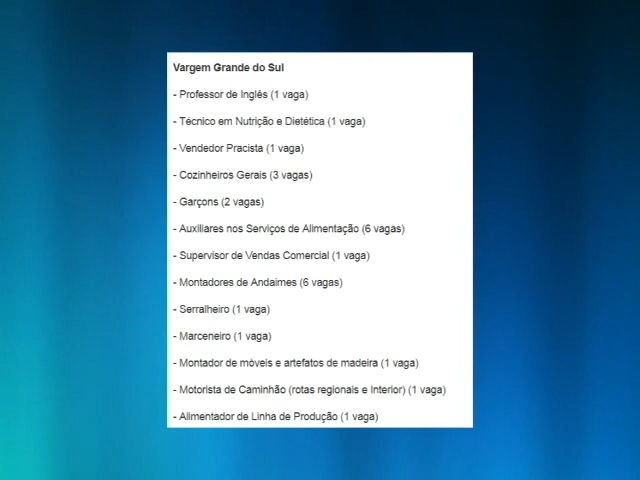 Vargem Grande do Sul
- Professor de Inglês (1 vaga)
- Técnico em Nutrição e Dietética (1 vaga)
- Vendedor Pracista (1 vaga)
- Cozinheiros Gerais (3 vagas)
- Garçons (2 vagas)
- Auxiliares nos Serviços de Alimentação (6 vagas)
- Supervisor de Vendas Comercial (1 vaga)
- Montadores de Andaimes (6 vagas)
- Serralheiro (1 vaga)
- Marceneiro (1 vaga)
- Montador de móveis e artefatos de madeira (1 vaga)
- Motorista de Caminhão (rotas regionais e Interior) (1 vaga)
- Alimentador de Linha de Produção (1 vaga)